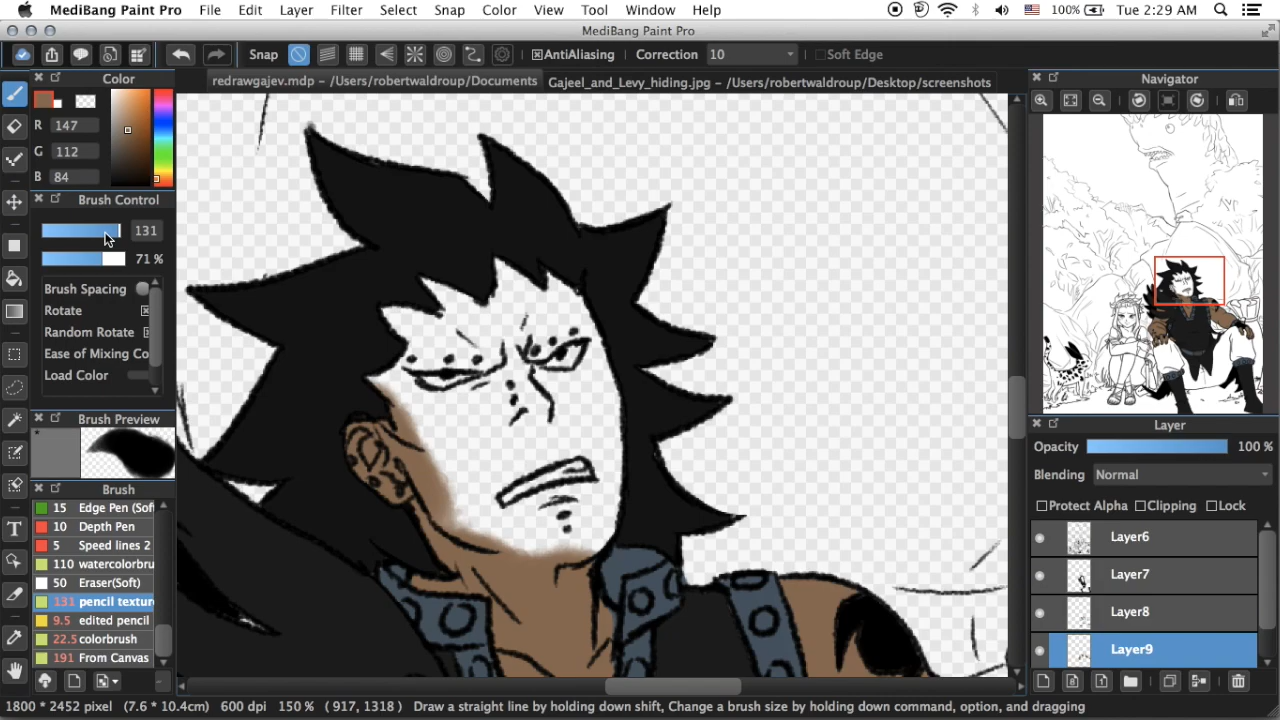 MediBang Paint Pro File Edit Layer Filter Select Snap Color View Tool Window Help 100% Tue 2:29 AM
MediBang Paint Pro
Snap AntiAliasing Correction 10 Soft Edge
Color
redrawgajev.mdp - /Users/robertwaldroup/Documents
Gajeel_and_Levy_hiding.jpg - /Users/robertwaldroup/Desktop/screenshots
Navigator
R 147
G 112
B 84
Brush Control
131
71 %
Brush Spacing
Rotate
Random Rotate
Ease of Mixing Co
Load Color
Brush Preview
Brush
15 Edge Pen (Sof
10 Depth Pen
5 Speed lines 2
110 watercolorbru
50 Eraser(Soft)
131 pencil texture
9.5 edited pencil
22.5 colorbrush
191 From Canvas
Layer
Opacity 100 %
Blending Normal
Protect Alpha Clipping Lock
Layer6
Layer7
Layer8
8
1
Layer9
1800 * 2452 pixel (7.6 * 10.4cm) 600 dpi 150 % ( 917, 1318 ) Draw a straight line by holding down shift, Change a brush size by holding down command, option, and dragging